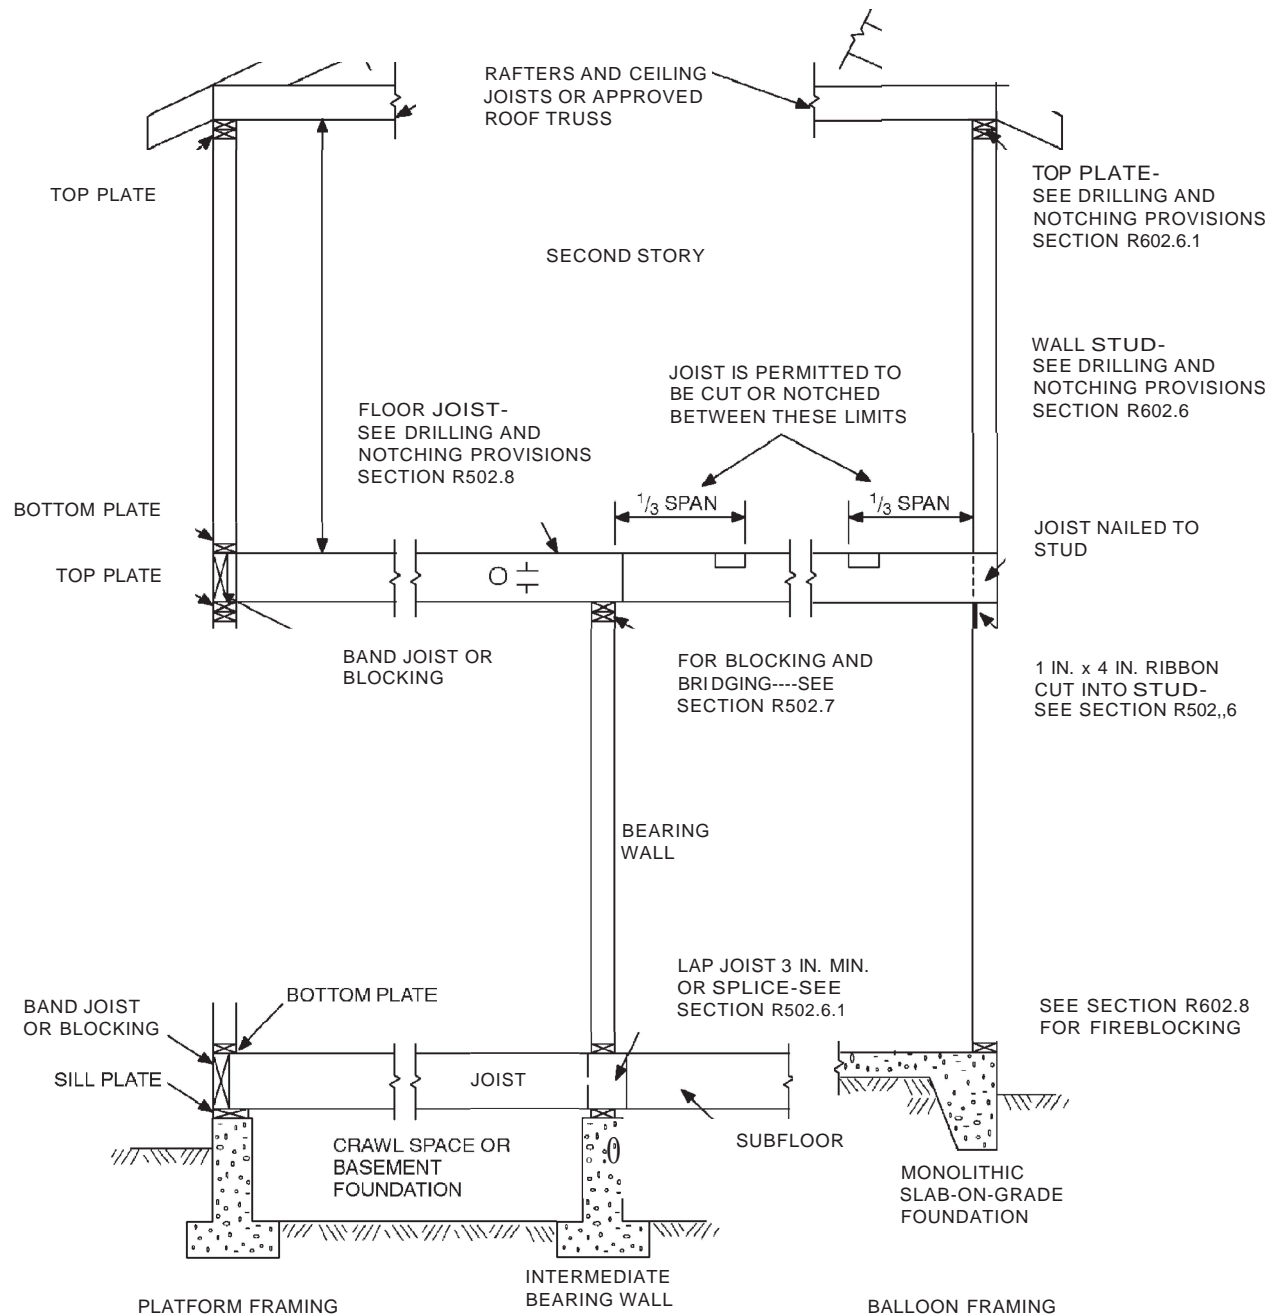 RAFTERS AND CEILING
JOISTS OR APPROVED
ROOF TRUSS
TOP PLATE
TOP PLATE-
SEE DRILLING AND
NOTCHING PROVISIONS
SECTION R602.6.1
SECOND STORY
WALL STUD-
SEE DRILLING AND
NOTCHING PROVISIONS
SECTION R602.6
JOIST IS PERMITTED TO
BE CUT OR NOTCHED
BETWEEN THESE LIMITS
FLOOR JOIST-
SEE DRILLING AND
NOTCHING PROVISIONS
SECTION R502.8
1/3 SPAN
1/3 SPAN
BOTTOM PLATE
JOIST NAILED TO
STUD
TOP PLATE
BAND JOIST OR
BLOCKING
FOR BLOCKING AND
BRIDGING----SEE
SECTION R502.7
1 IN. x 4 IN. RIBBON
CUT INTO STUD-
SEE SECTION R502,,6
BEARING
WALL
LAP JOIST 3 IN. MIN.
OR SPLICE-SEE
SECTION R502.6.1
BAND JOIST
OR BLOCKING
BOTTOM PLATE
SEE SECTION R602.8
FOR FIREBLOCKING
SILL PLATE
JOIST
SUBFLOOR
CRAWL SPACE OR
BASEMENT
FOUNDATION
MONOLITHIC
SLAB-ON-GRADE
FOUNDATION
INTERMEDIATE
BEARING WALL
PLATFORM FRAMING
BALLOON FRAMING